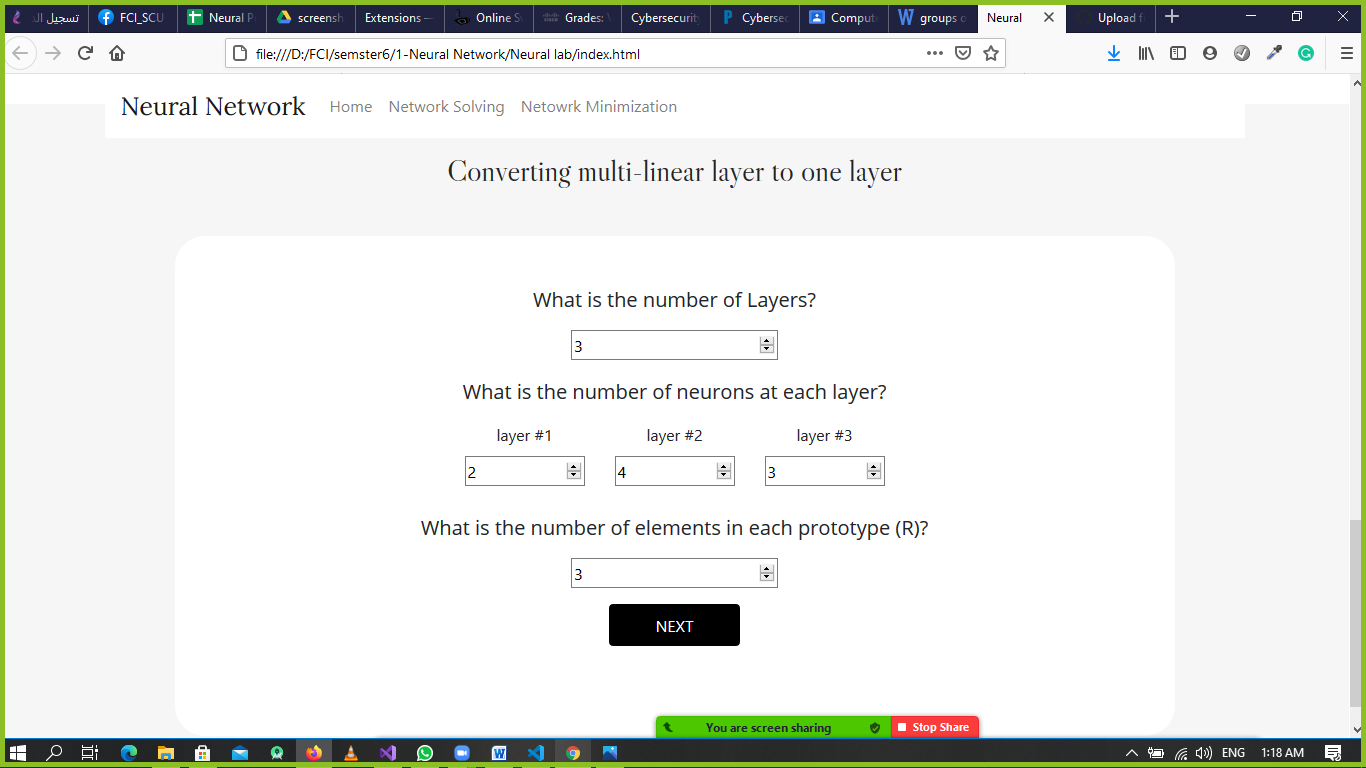 تسجيل الد
FCI_SCU
Neural P
screensh
Extensions
Online S
Grades:
Cybersecurity
Cybersec
Comput
groups o
Neural
Upload f
file:///D:/FCI/semster6/1-Neural Network/Neural lab/index.html
Neural Network
Home
Network Solving
Netowrk Minimization
Converting multi-linear layer to one layer
What is the number of Layers?
3
What is the number of neurons at each layer?
layer #1 layer #2 layer #3
2 4 3
What is the number of elements in each prototype (R)?
3
NEXT
You are screen sharing
Stop Share
ENG
1:18 AM